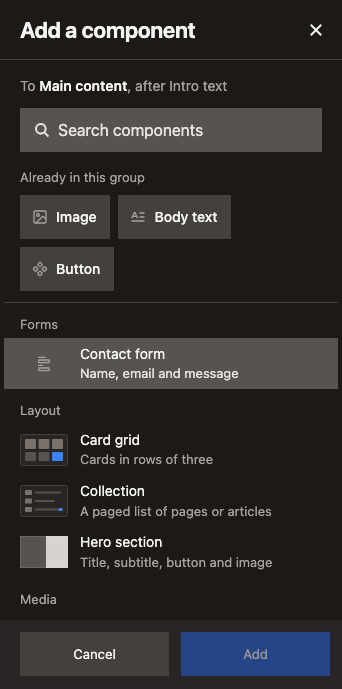 Add a component
To Main content, after Intro text
Search components
Already in this group
Image
Body text
Button
Forms
Contact form
Name, email and message
Layout
Card grid
Cards in rows of three
Collection
A paged list of pages or articles
Hero section
Title, subtitle, button and image
Media
Cancel
Add